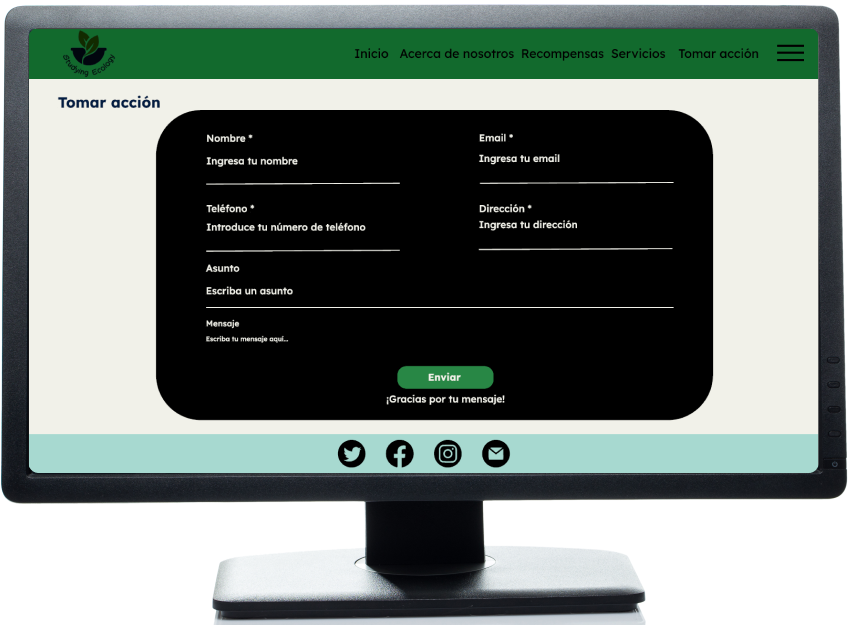 Studying Ecology
Inicio Acerca de nosotros Recompensas Servicios Tomar acción
Tomar acción
Nombre *
Email *
Ingresa tu nombre
Ingresa tu email
Teléfono *
Dirección *
Introduce tu número de teléfono
Ingresa tu dirección
Asunto
Escriba un asunto
Mensaje
Escriba tu mensaje aquí...
Enviar
¡Gracias por tu mensaje!